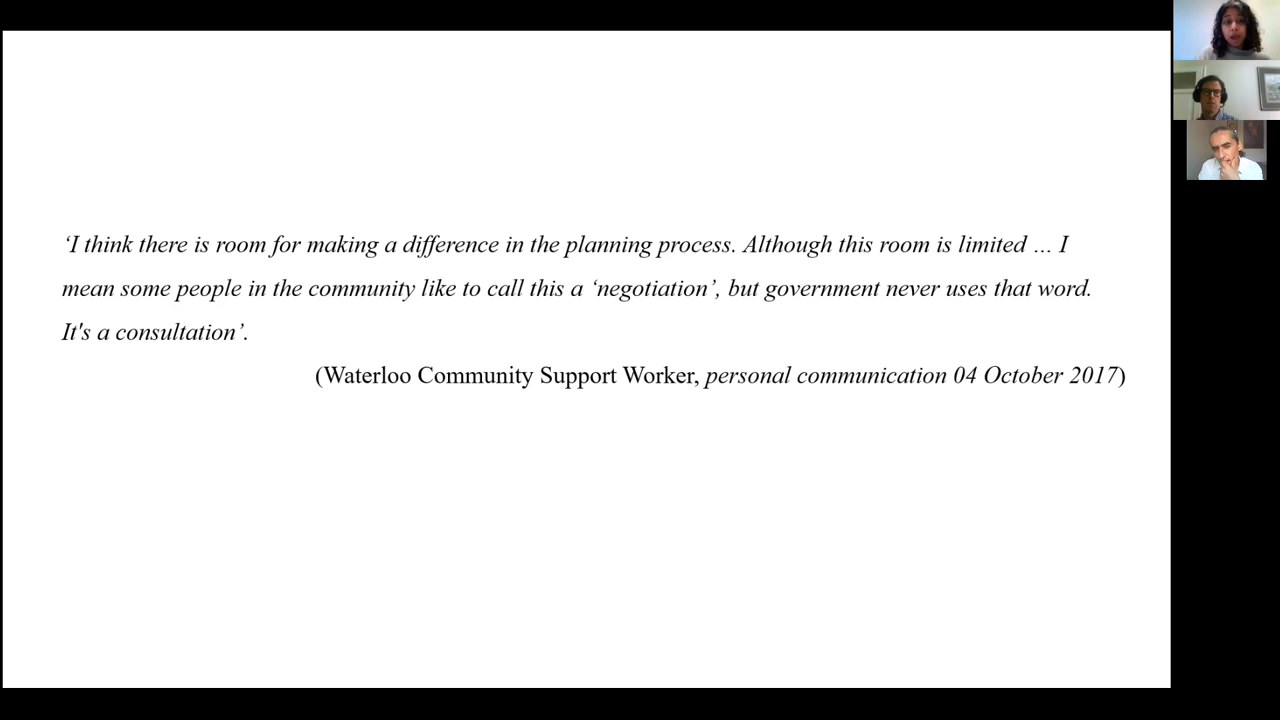 ‘I think there is room for making a difference in the planning process. Although this room is limited … I
mean some people in the community like to call this a ‘negotiation’, but government never uses that word.
It's a consultation’.
(Waterloo Community Support Worker, personal communication 04 October 2017)